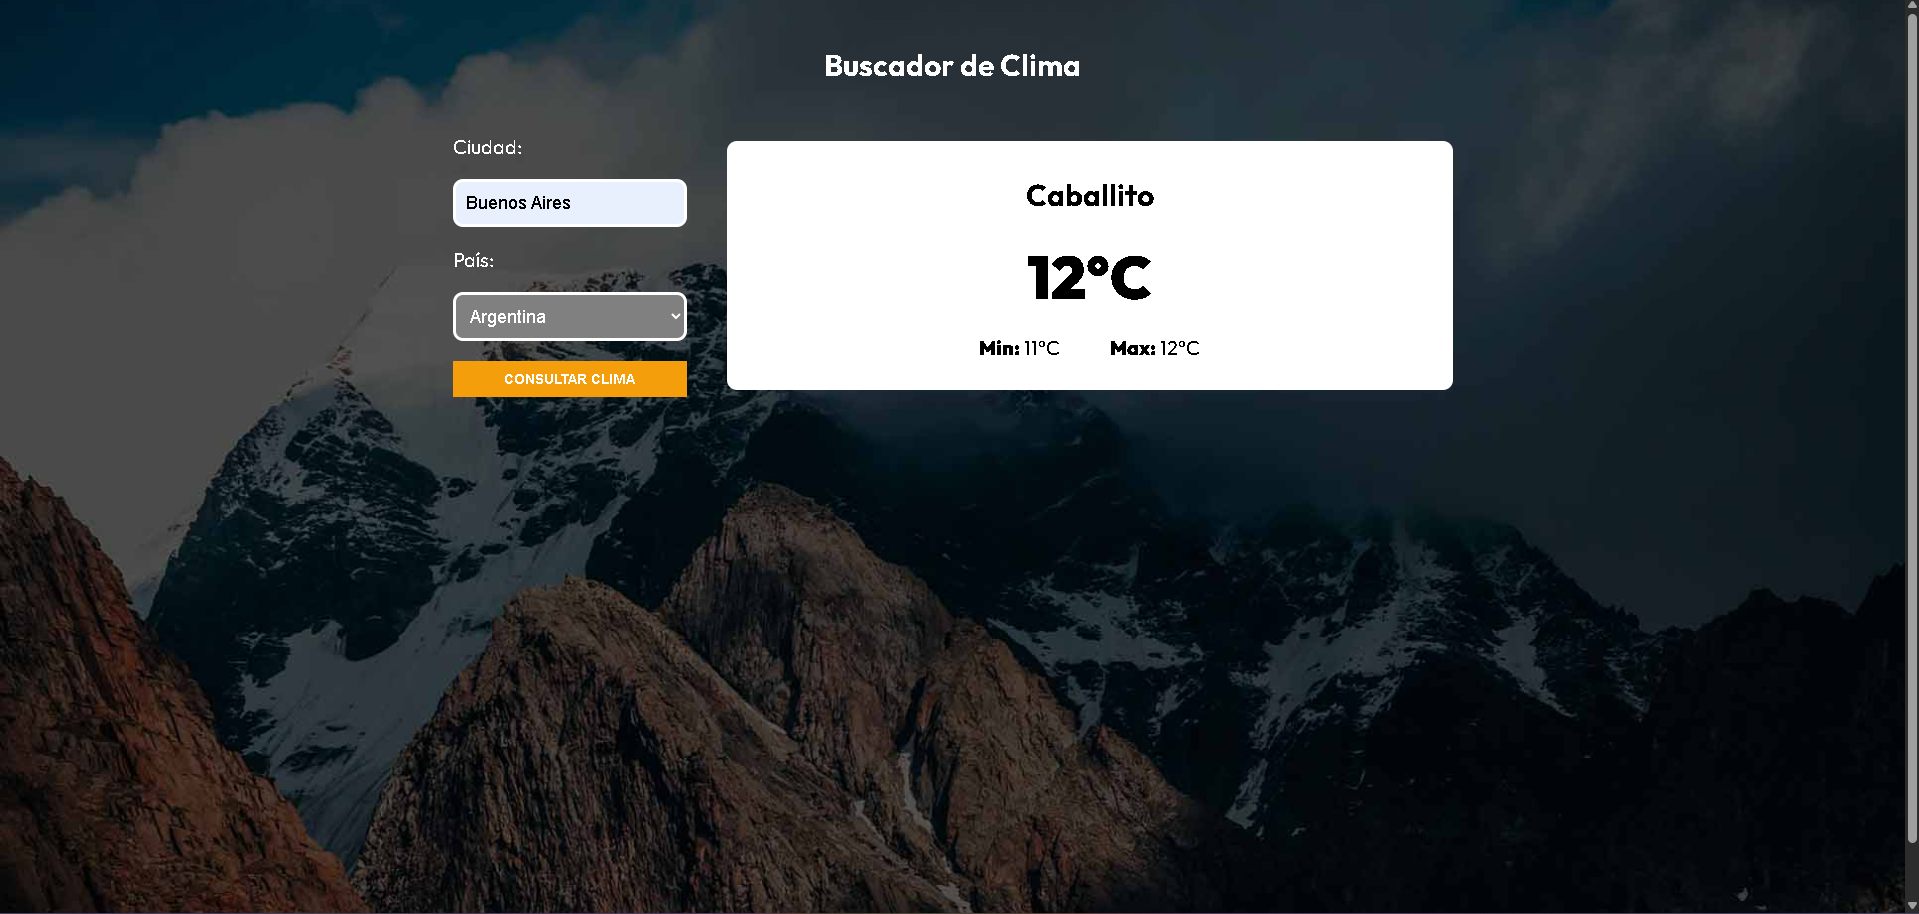 Buscador de Clima
Ciudad:
Buenos Aires
País:
Argentina
CONSULTAR CLIMA
Caballito
12°C
Min: 11°C Max: 12°C